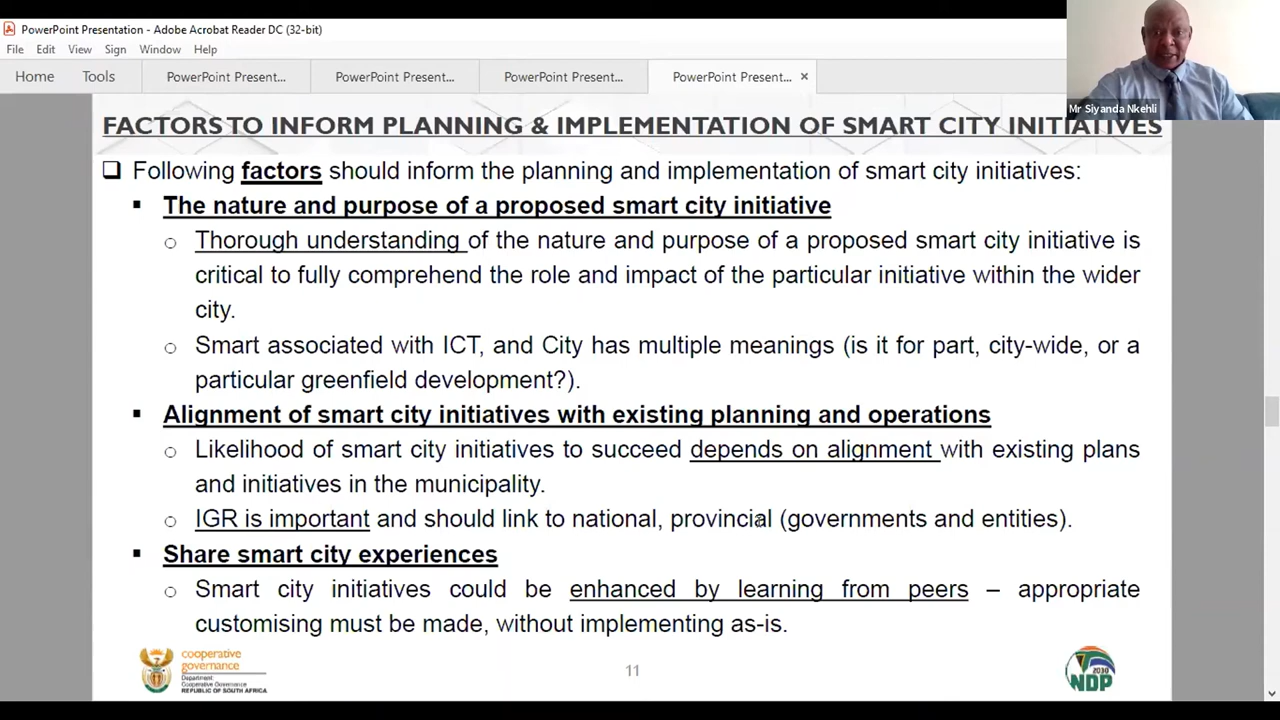 PowerPoint Presentation - Adobe Acrobat Reader DC (32-bit)
File Edit View Sign Window Help
Home Tools PowerPoint Present... PowerPoint Present... PowerPoint Present... PowerPoint Present... ×
Mr Siyanda Nkehli
FACTORS TO INFORM PLANNING & IMPLEMENTATION OF SMART CITY INITIATIVES
Following factors should inform the planning and implementation of smart city initiatives:
The nature and purpose of a proposed smart city initiative
Thorough understanding of the nature and purpose of a proposed smart city initiative is
critical to fully comprehend the role and impact of the particular initiative within the wider
city.
Smart associated with ICT, and City has multiple meanings (is it for part, city-wide, or a
particular greenfield development?).
Alignment of smart city initiatives with existing planning and operations
Likelihood of smart city initiatives to succeed depends on alignment with existing plans
and initiatives in the municipality.
IGR is important and should link to national, provincial (governments and entities).
Share smart city experiences
Smart city initiatives could be enhanced by learning from peers – appropriate
customising must be made, without implementing as-is.
cooperative
governance
Department:
Cooperative Governance
REPUBLIC OF SOUTH AFRICA
11
2030
NDP